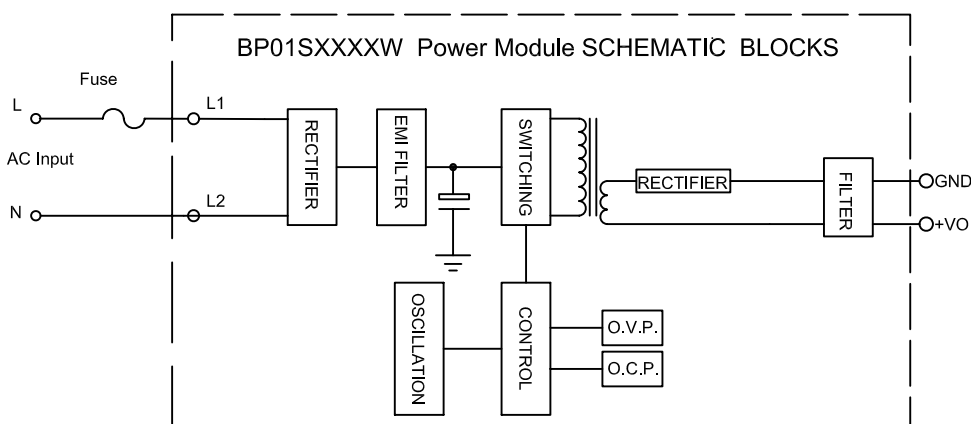 BP01SXXXXW Power Module SCHEMATIC BLOCKS
Fuse
L
L1
AC Input
N
L2
RECTIFIER
EMI FILTER
SWITCHING
RECTIFIER
FILTER
GND
+VO
OSCILLATION
CONTROL
O.V.P.
O.C.P.